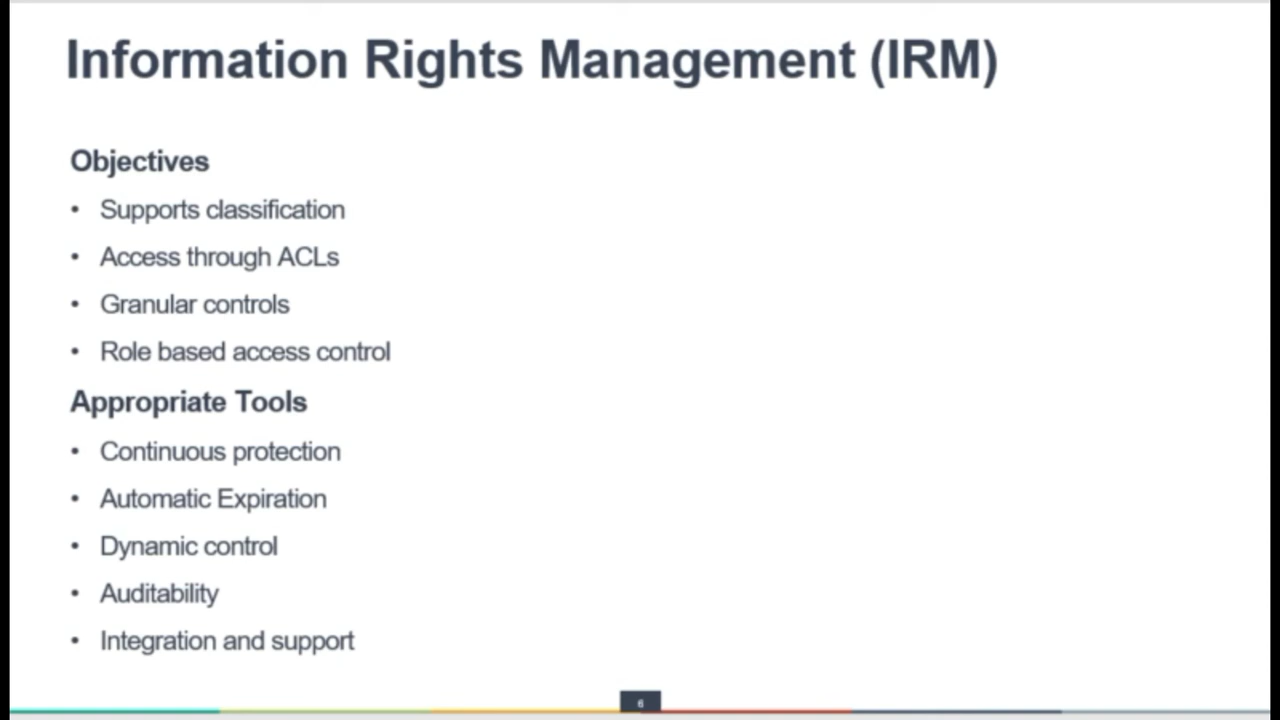 Information Rights Management (IRM)
Objectives
• Supports classification
• Access through ACLs
• Granular controls
• Role based access control
Appropriate Tools
• Continuous protection
• Automatic Expiration
• Dynamic control
• Auditability
• Integration and support
6